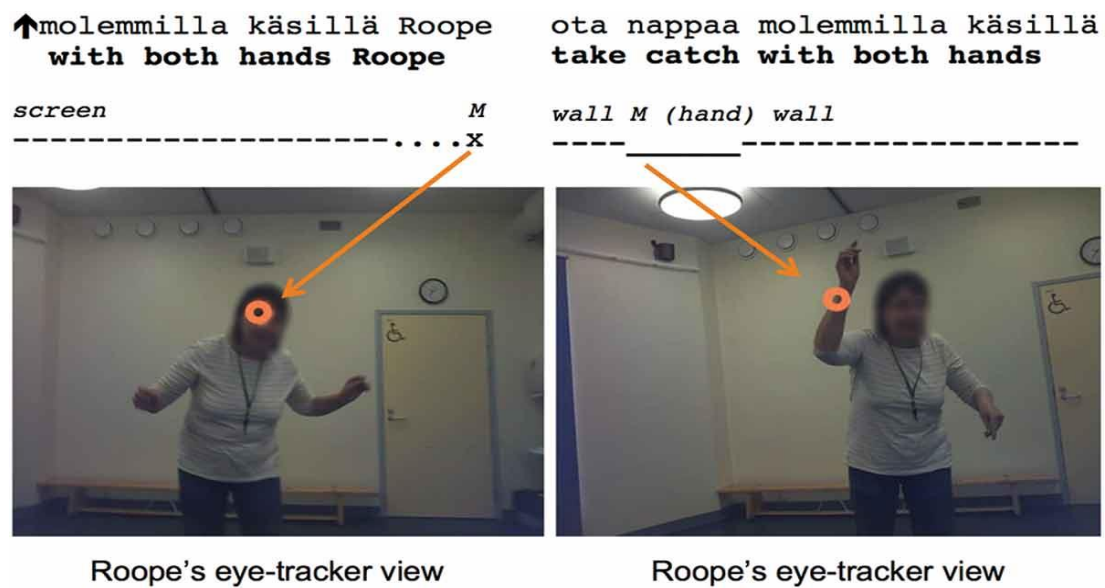 ↑molemmilla käsillä Roope
with both hands Roope
screen M
-----------------------....x
ota nappaa molemmilla käsillä
take catch with both hands
wall M (hand) wall
----______------------------
Roope's eye-tracker view
Roope's eye-tracker view